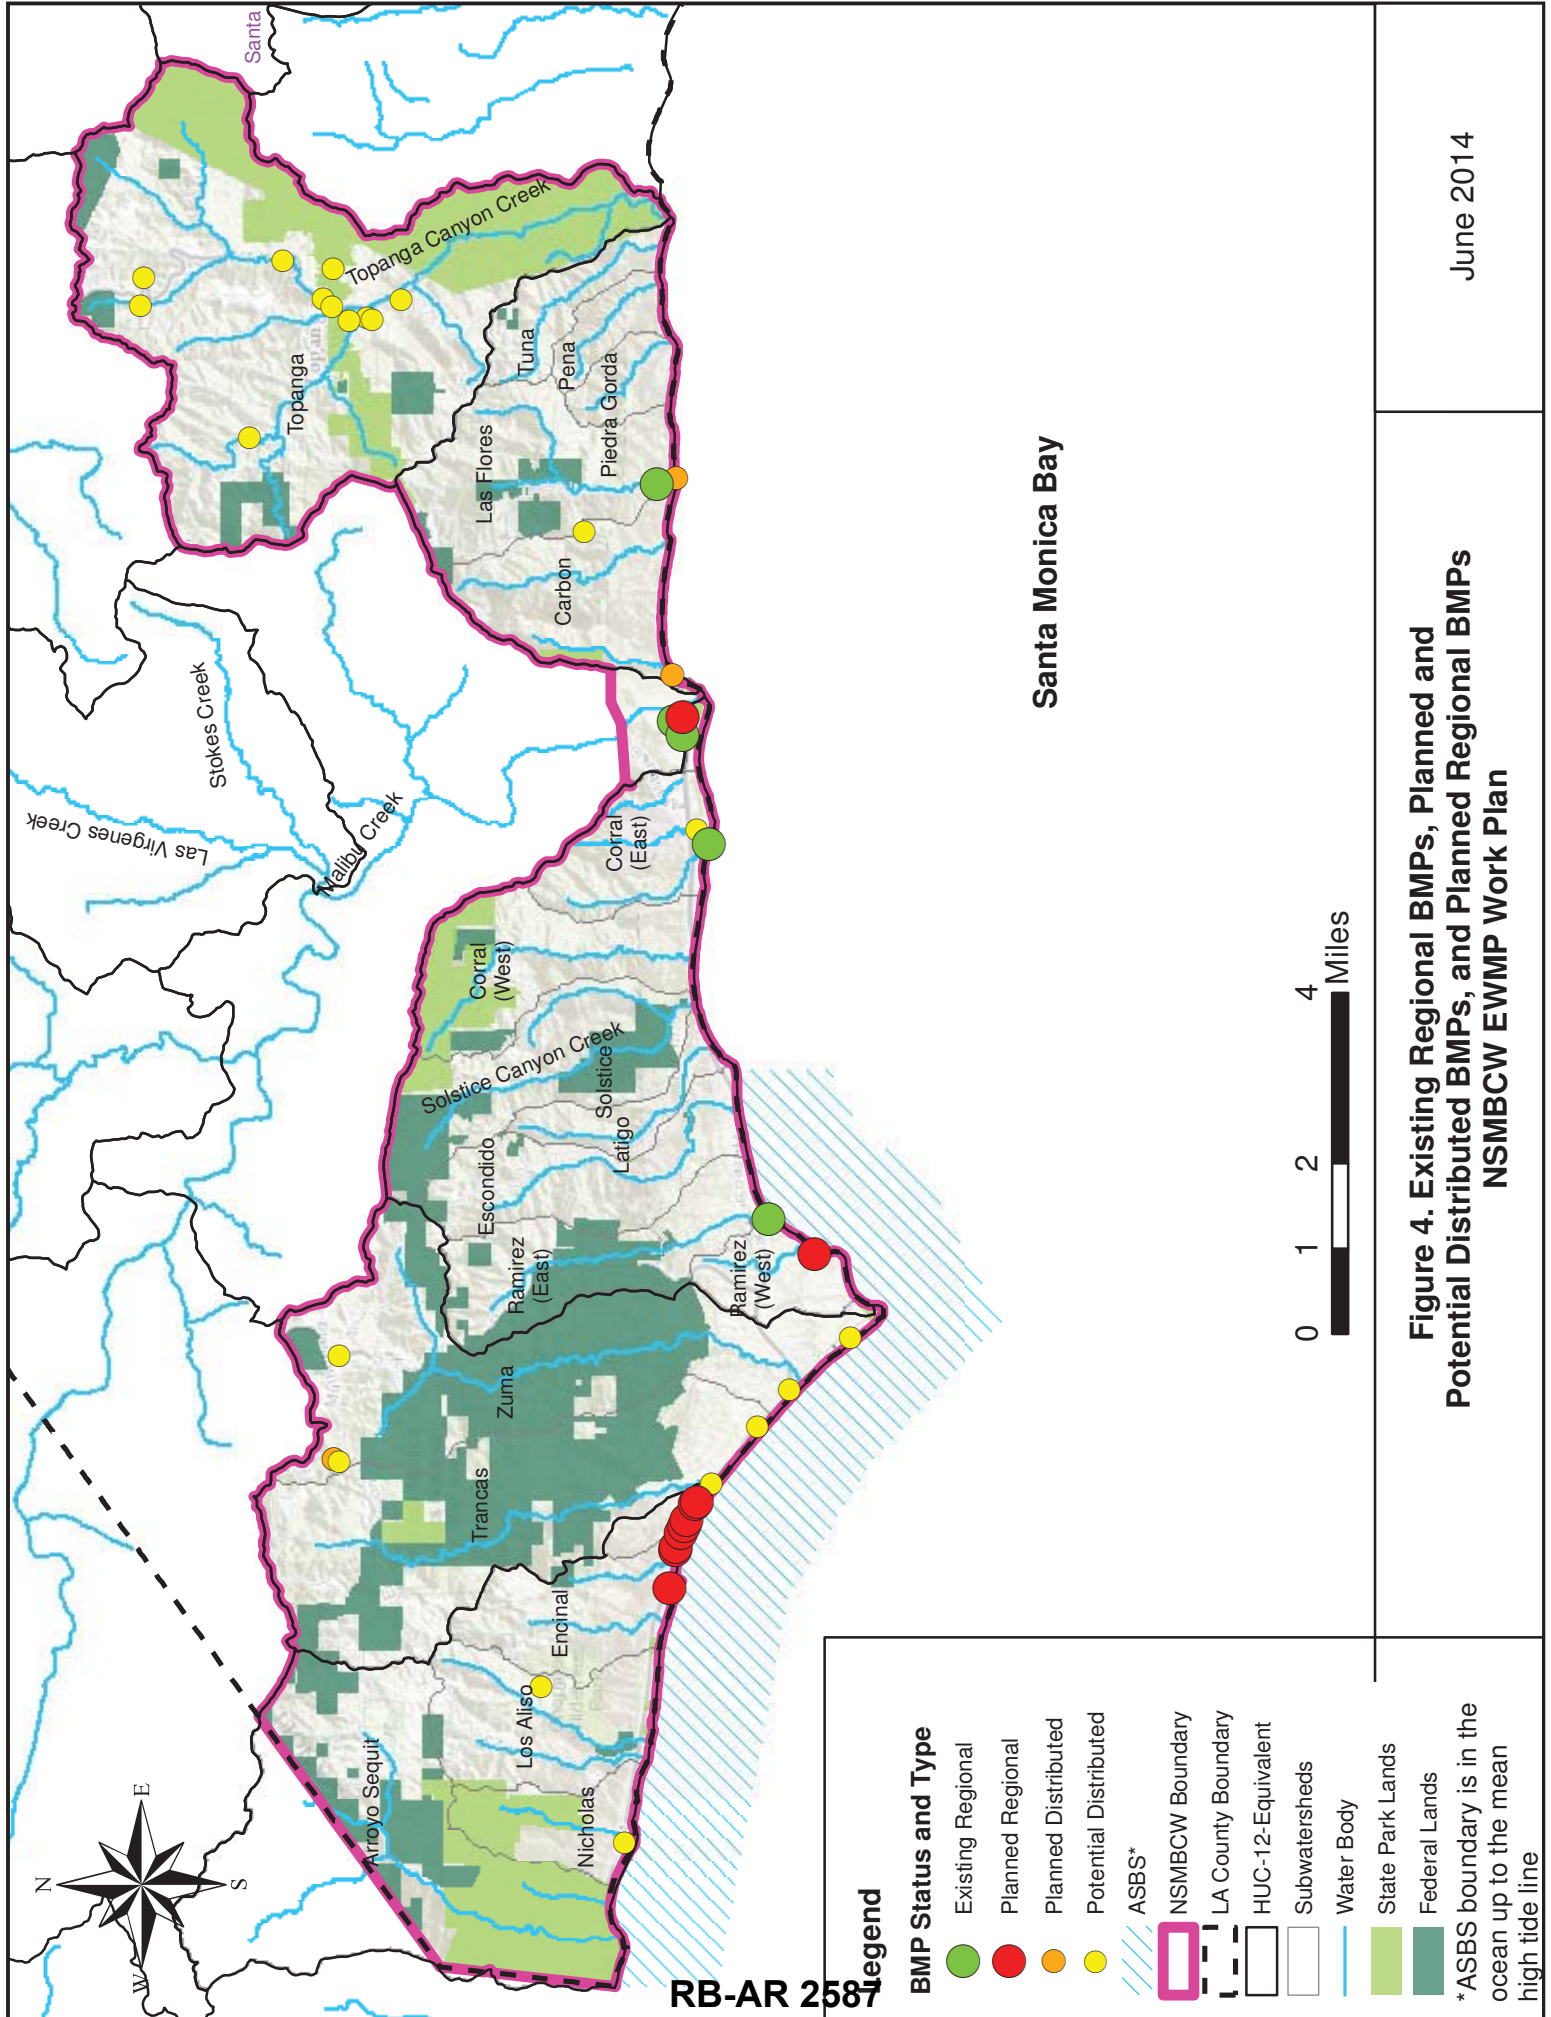 Santa
Topanga Canyon Creek
Topanga
Tuna
Pena
Piedra Gorda
Las Flores
Carbon
Stokes Creek
Las Virgenes Creek
Malibu Creek
Corral
(East)
Corral
(West)
Solstice Canyon Creek
Solstice
Latigo
Escondido
Ramirez
(East)
Ramirez
(West)
Zuma
Trancas
Encinal
Los Aliso
Arroyo Sequit
Nicholas
Santa Monica Bay
N
E
S
W
0 1 2 4
Miles
Legend
BMP Status and Type
Existing Regional
Planned Regional
Planned Distributed
Potential Distributed
ASBS*
NSMBCW Boundary
LA County Boundary
HUC-12-Equivalent
Subwatersheds
Water Body
State Park Lands
Federal Lands
*ASBS boundary is in the
ocean up to the mean
high tide line
Figure 4. Existing Regional BMPs, Planned and
Potential Distributed BMPs, and Planned Regional BMPs
NSMBCW EWMP Work Plan
June 2014
RB-AR 2587